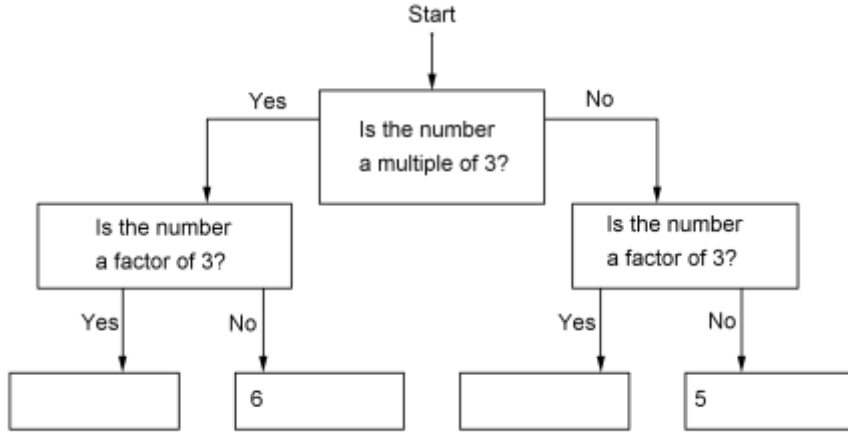 Start
Yes
No
Is the number
a multiple of 3?
Is the number
a factor of 3?
Is the number
a factor of 3?
Yes
No
Yes
No
6
5